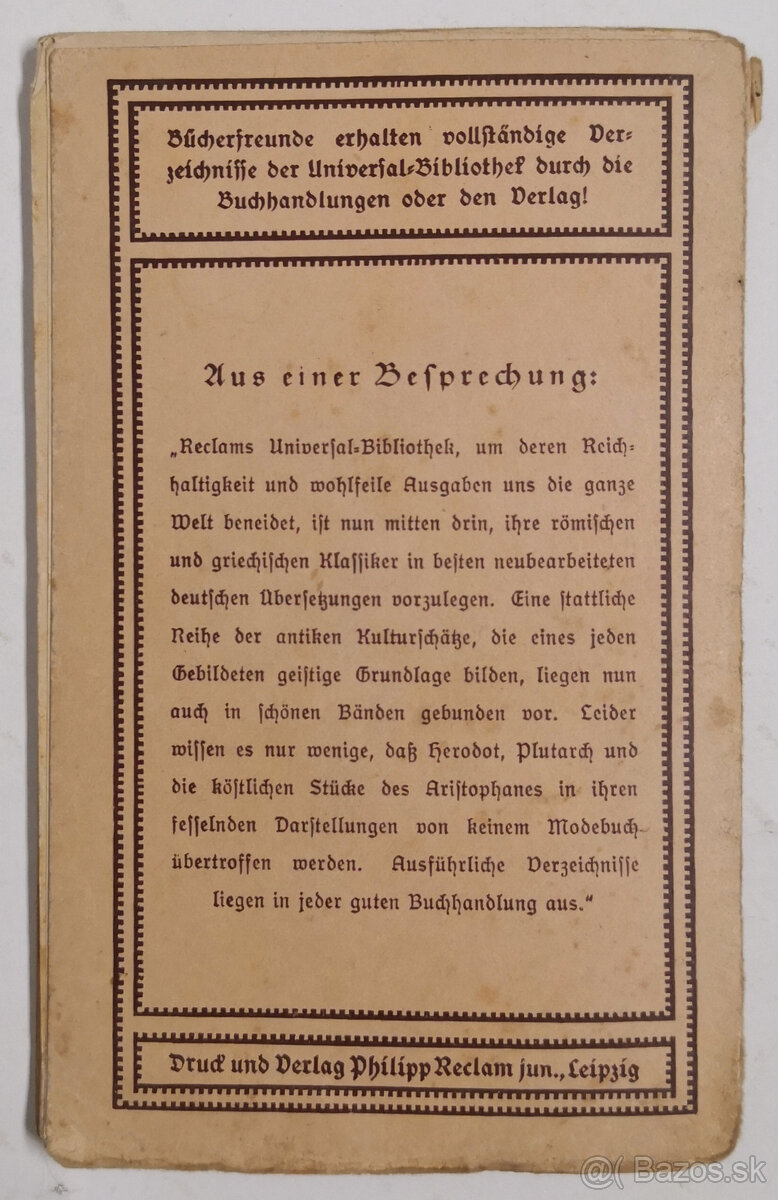 Bücherfreunde erhalten vollständige Ver-
zeichnisse der Universal-Bibliothek durch die
Buchhandlungen oder den Verlag!
Aus einer Besprechung:
„Reclams Universal-Bibliothek, um deren Reich-
haltigkeit und wohlfeile Ausgaben uns die ganze
Welt beneidet, ist nun mitten drin, ihre römischen
und griechischen Klassiker in besten neubearbeiteten
deutschen Übersetzungen vorzulegen. Eine stattliche
Reihe der antiken Kulturschätze, die eines jeden
Gebildeten geistige Grundlage bilden, liegen nun
auch in schönen Bänden gebunden vor. Leider
wissen es nur wenige, daß Herodot, Plutarch und
die köstlichen Stücke des Aristophanes in ihren
fesselnden Darstellungen von keinem Modebuch
übertroffen werden. Ausführliche Verzeichnisse
liegen in jeder guten Buchhandlung aus.“
Druck und Verlag Philipp Reclam jun., Leipzig
@( Bazos.sk